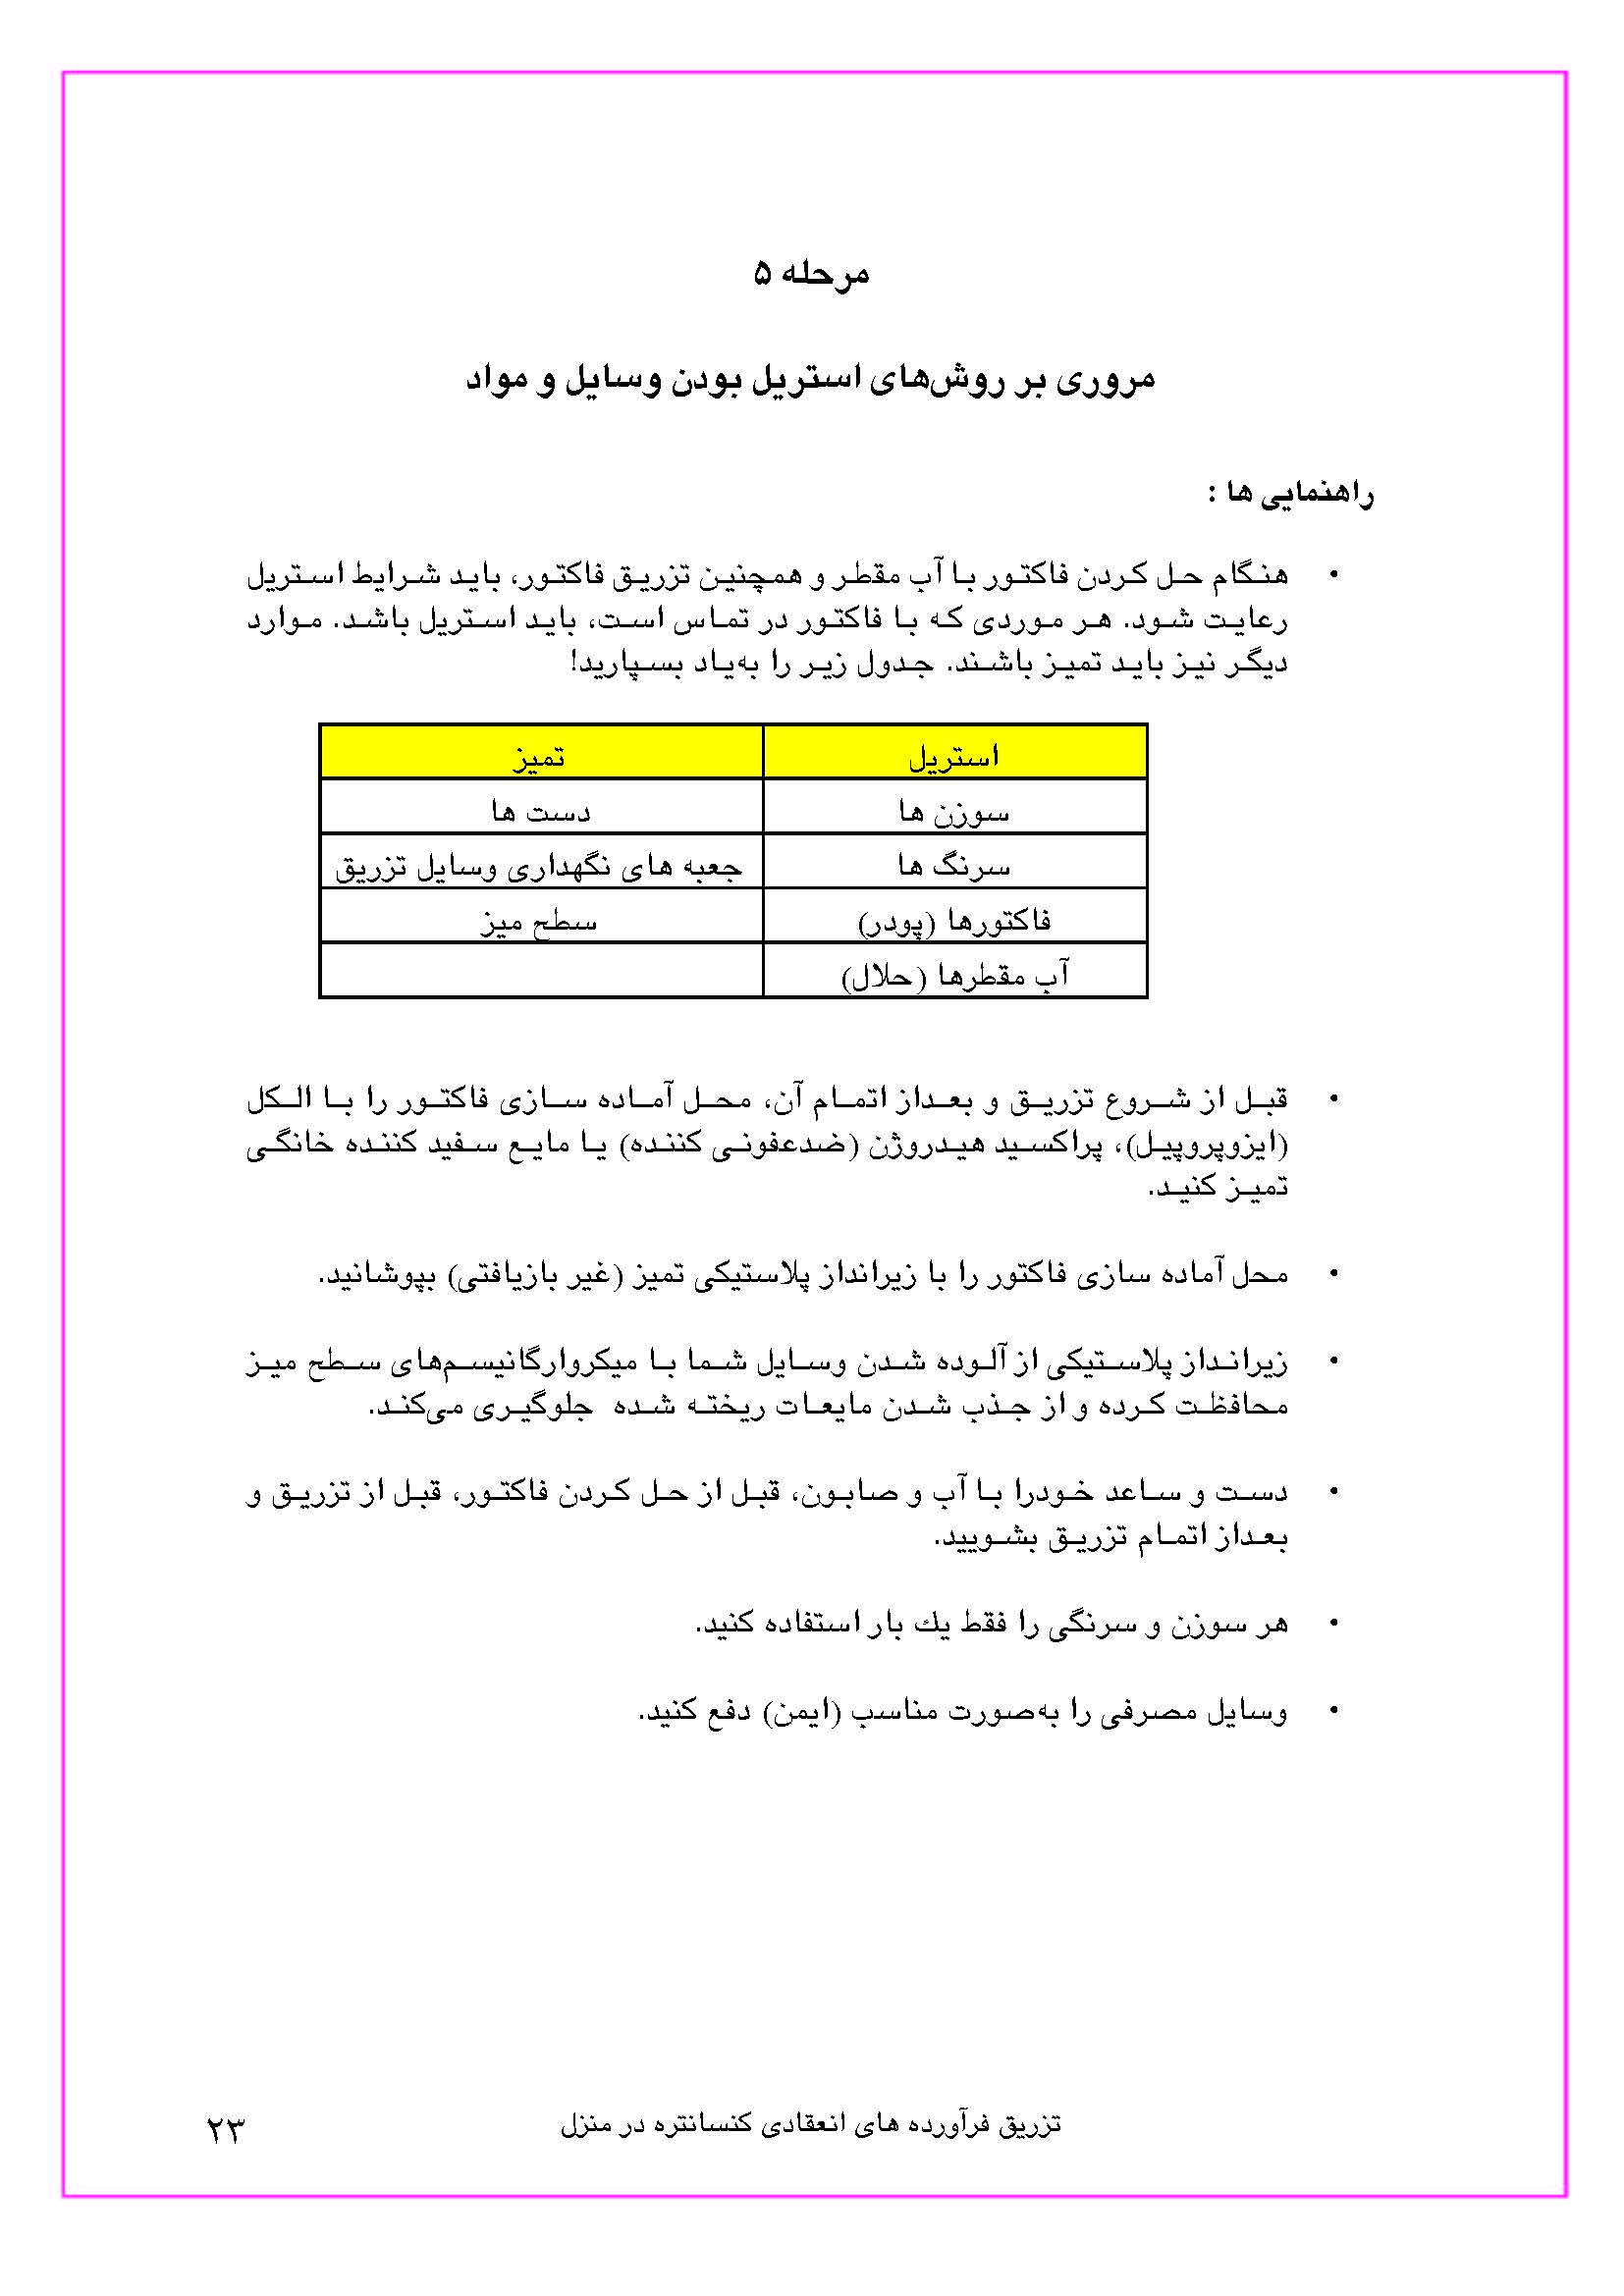 مرحله ۵
مروری بر روش‌های استریل بودن وسایل و مواد
راهنمایی ها :
• هنگام حل کردن فاکتور با آب مقطر و همچنین تزریق فاکتور، باید شرایط استریل
رعایت شود. هر موردی که با فاکتور در تماس است، باید استریل باشد. موارد
دیگر نیز باید تمیز باشند. جدول زیر را به‌یاد بسپارید!
استریل تمیز
سوزن ها دست ها
سرنگ ها جعبه های نگهداری وسایل تزریق
فاکتورها (پودر) سطح میز
آب مقطرها (حلال)
• قبل از شروع تزریق و بعداز اتمام آن، محل آماده سازی فاکتور را با الکل
(ایزوپروپیل)، پراکسید هیدروژن (ضدعفونی کننده) یا مایع سفید کننده خانگی
تمیز کنید.
• محل آماده سازی فاکتور را با زیرانداز پلاستیکی تمیز (غیر بازیافتی) بپوشانید.
• زیرانداز پلاستیکی از آلوده شدن وسایل شما با میکروارگانیسم‌های سطح میز
محافظت کرده و از جذب شدن مایعات ریخته شده جلوگیری می‌کند.
• دست و ساعد خودرا با آب و صابون، قبل از حل کردن فاکتور، قبل از تزریق و
بعداز اتمام تزریق بشویید.
• هر سوزن و سرنگی را فقط یك بار استفاده کنید.
• وسایل مصرفی را به‌صورت مناسب (ایمن) دفع کنید.
تزریق فرآورده های انعقادی کنسانتره در منزل
۲۳